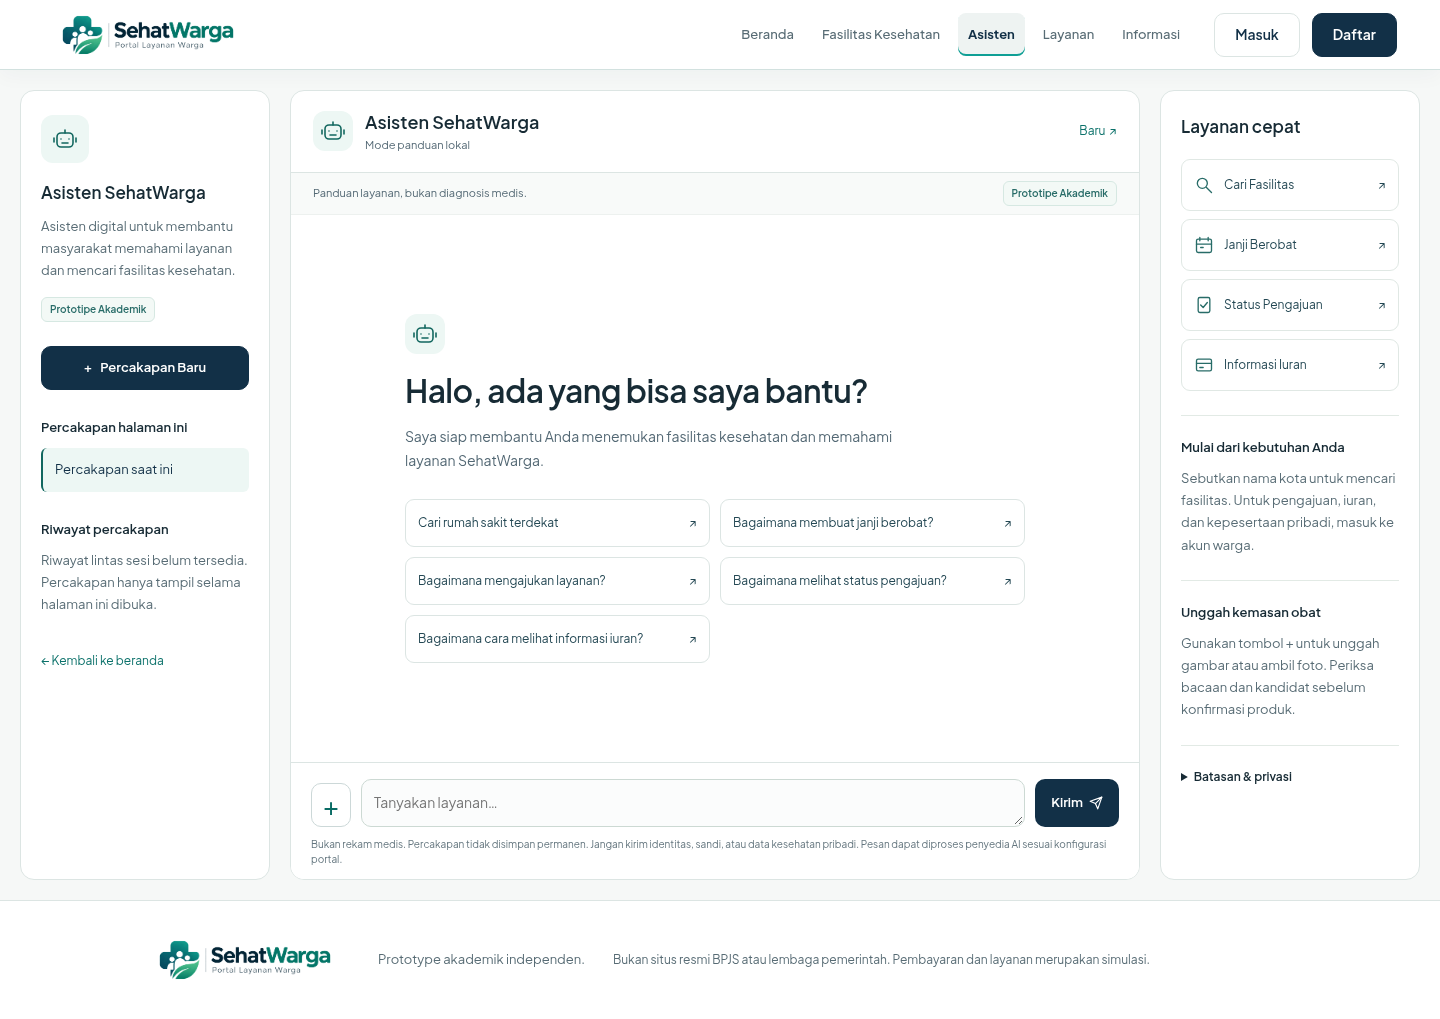 SehatWarga
Portal Layanan Warga
Beranda
Fasilitas Kesehatan
Asisten
Layanan
Informasi
Masuk
Daftar
Asisten SehatWarga
Asisten digital untuk membantu
masyarakat memahami layanan
dan mencari fasilitas kesehatan.
Prototipe Akademik
+ Percakapan Baru
Percakapan halaman ini
Percakapan saat ini
Riwayat percakapan
Riwayat lintas sesi belum tersedia.
Percakapan hanya tampil selama
halaman ini dibuka.
← Kembali ke beranda
Asisten SehatWarga
Mode panduan lokal
Baru ↗
Panduan layanan, bukan diagnosis medis.
Prototipe Akademik
Halo, ada yang bisa saya bantu?
Saya siap membantu Anda menemukan fasilitas kesehatan dan memahami
layanan SehatWarga.
Cari rumah sakit terdekat ↗
Bagaimana membuat janji berobat? ↗
Bagaimana mengajukan layanan? ↗
Bagaimana melihat status pengajuan? ↗
Bagaimana cara melihat informasi iuran? ↗
+
Tanyakan layanan...
Kirim
Bukan rekam medis. Percakapan tidak disimpan permanen. Jangan kirim identitas, sandi, atau data kesehatan pribadi. Pesan dapat diproses penyedia AI sesuai konfigurasi
portal.
Layanan cepat
Cari Fasilitas ↗
Janji Berobat ↗
Status Pengajuan ↗
Informasi Iuran ↗
Mulai dari kebutuhan Anda
Sebutkan nama kota untuk mencari
fasilitas. Untuk pengajuan, iuran,
dan kepesertaan pribadi, masuk ke
akun warga.
Unggah kemasan obat
Gunakan tombol + untuk unggah
gambar atau ambil foto. Periksa
bacaan dan kandidat sebelum
konfirmasi produk.
▶ Batasan & privasi
SehatWarga
Portal Layanan Warga
Prototype akademik independen.
Bukan situs resmi BPJS atau lembaga pemerintah. Pembayaran dan layanan merupakan simulasi.